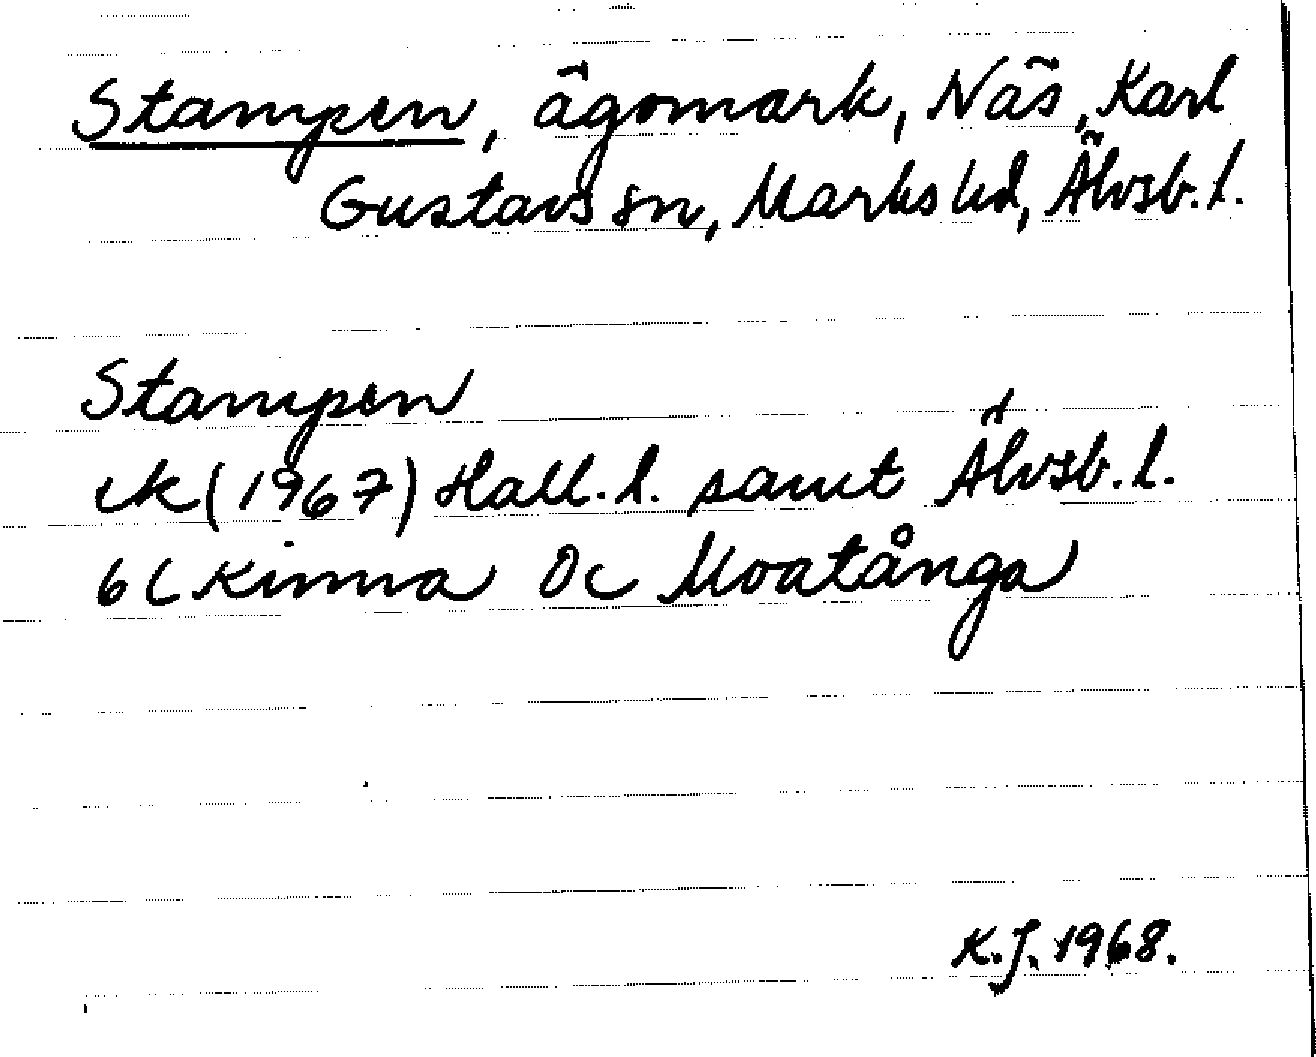 Stampen, ägomark, Näs, Karl
Gustavs sn, Marks hd, Älvsb. l.
Stampen
ek (1967) Hall. l. samt Älvsb. l.
6 C Kinna 0c Moatånga
K.J. 1968.